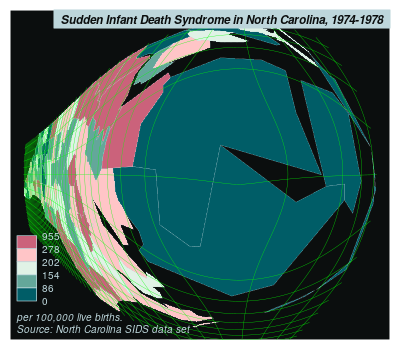 Sudden Infant Death Syndrome in North Carolina, 1974-1978
955
278
202
154
86
0
per 100,000 live births.
Source: North Carolina SIDS data set